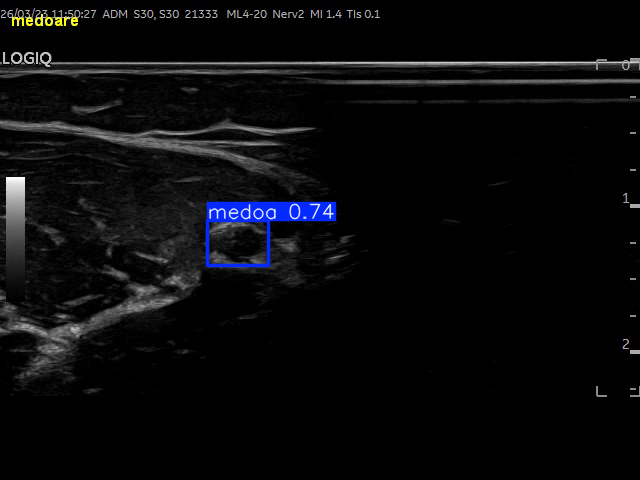 26/03/23 11:50:27 ADM S30, S30 21333 ML4-20 Nerv2 MI 1.4 TIs 0.1
medoare
LOGIQ
0
1
medoa 0.74
2